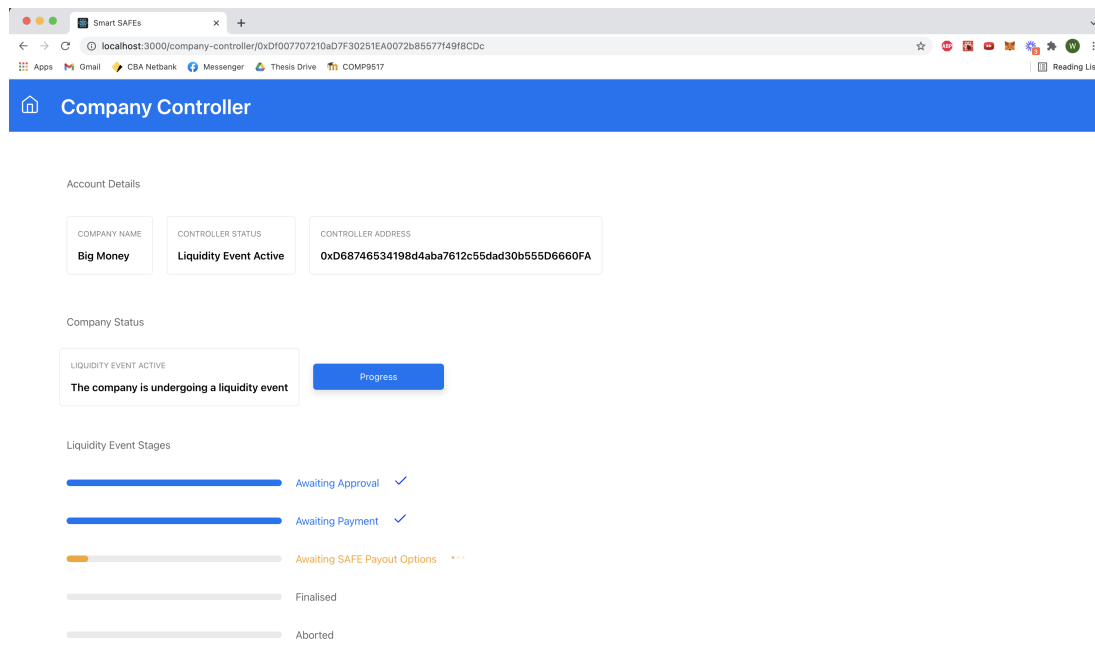 Smart SAFEs
localhost:3000/company-controller/0xDf007707210aD7F30251EA0072b85577f49f8CDc
ABP
3
W
Apps Gmail CBA Netbank Messenger Thesis Drive COMP9517 Reading Lis
Company Controller
Account Details
COMPANY NAME CONTROLLER STATUS CONTROLLER ADDRESS
Big Money Liquidity Event Active 0xD68746534198d4aba7612c55dad30b555D6660FA
Company Status
LIQUIDITY EVENT ACTIVE
The company is undergoing a liquidity event
Progress
Liquidity Event Stages
Awaiting Approval
Awaiting Payment
Awaiting SAFE Payout Options
Finalised
Aborted